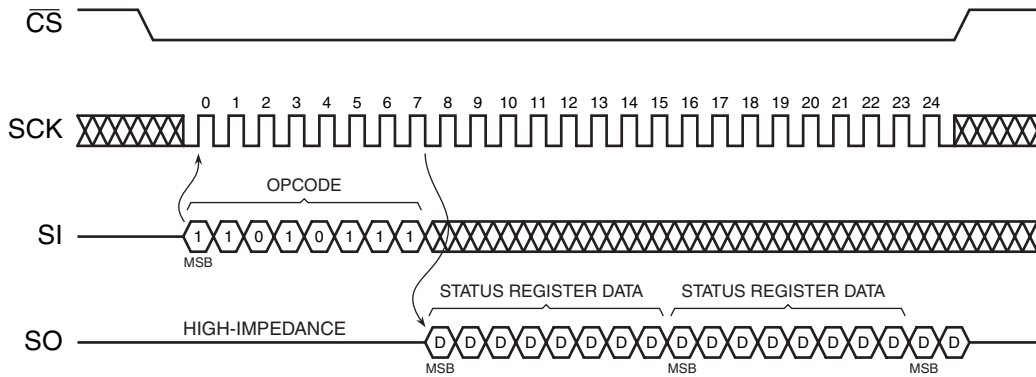 C̅S̅
0 1 2 3 4 5 6 7 8 9 10 11 12 13 14 15 16 17 18 19 20 21 22 23 24
SCK
OPCODE
SI
1 1 0 1 0 1 1 1
MSB
STATUS REGISTER DATA STATUS REGISTER DATA
HIGH-IMPEDANCE
SO
D D D D D D D D D D D D D D D D D D
MSB MSB MSB